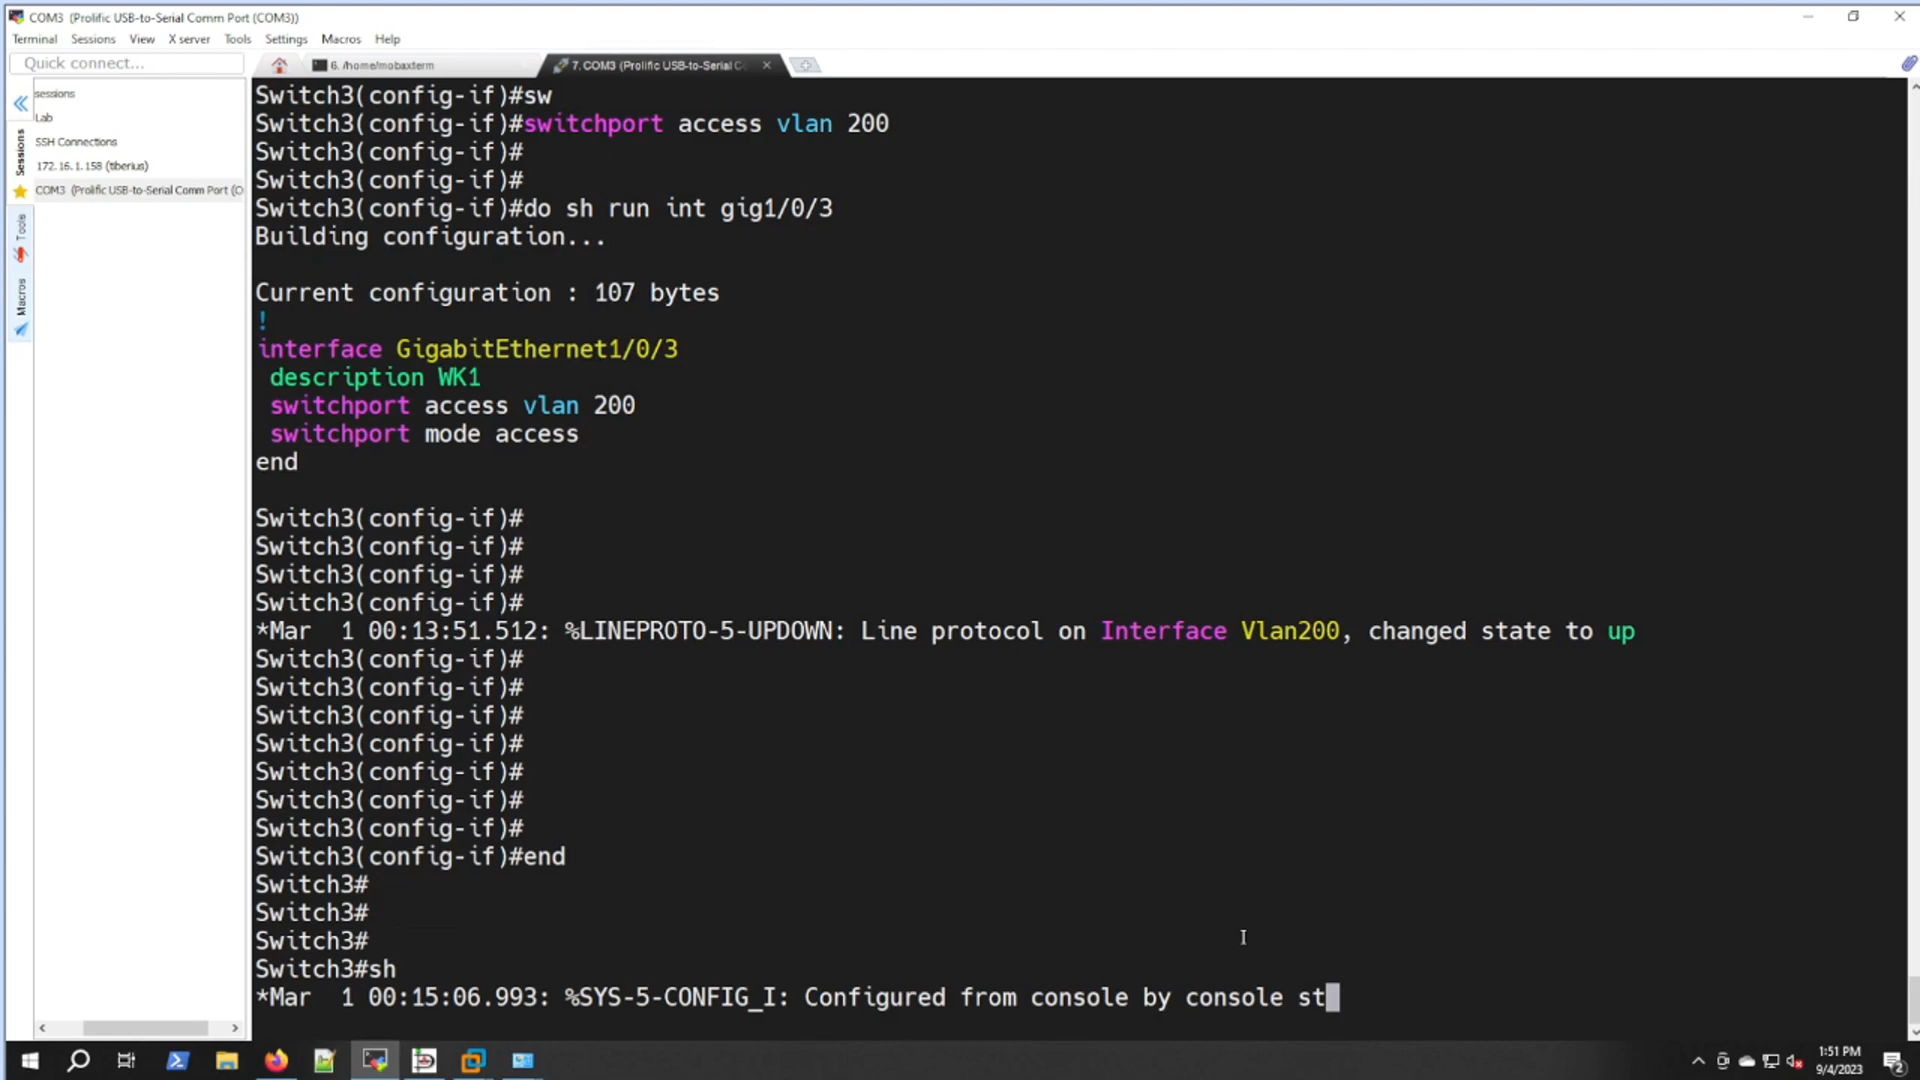 COM3 (Prolific USB-to-Serial Comm Port (COM3))
Terminal Sessions View X server Tools Settings Macros Help
Quick connect...
6. /home/mobaxterm
7. COM3 (Prolific USB-to-Serial C
sessions
Lab
SSH Connections
172.16.1.158 (tiberius)
COM3 (Prolific USB-to-Serial Comm Port (C
Sessions
Tools
Macros
Switch3(config-if)#sw
Switch3(config-if)#switchport access vlan 200
Switch3(config-if)#
Switch3(config-if)#
Switch3(config-if)#do sh run int gig1/0/3
Building configuration...
Current configuration : 107 bytes
!
interface GigabitEthernet1/0/3
description WK1
switchport access vlan 200
switchport mode access
end
Switch3(config-if)#
Switch3(config-if)#
Switch3(config-if)#
Switch3(config-if)#
*Mar  1 00:13:51.512: %LINEPROTO-5-UPDOWN: Line protocol on Interface Vlan200, changed state to up
Switch3(config-if)#
Switch3(config-if)#
Switch3(config-if)#
Switch3(config-if)#
Switch3(config-if)#
Switch3(config-if)#
Switch3(config-if)#
Switch3(config-if)#end
Switch3#
Switch3#
Switch3#
Switch3#sh
*Mar  1 00:15:06.993: %SYS-5-CONFIG_I: Configured from console by console st
1:51 PM
9/4/2023
2